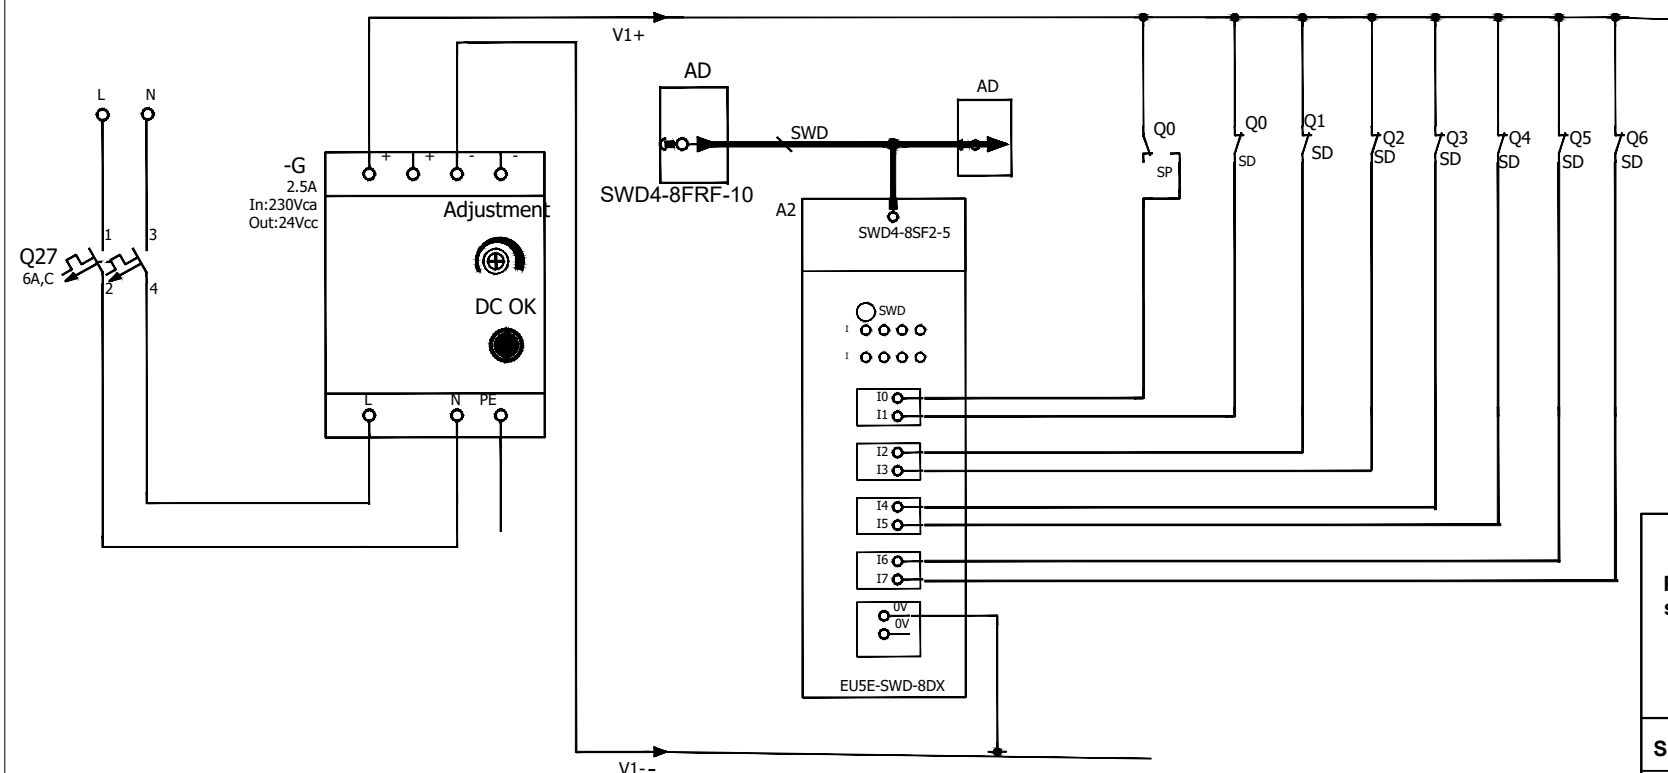 V1+
AD
AD
L
N
SWD
Q0
Q0
Q1
Q2
Q3
Q4
Q5
Q6
SP
SD
SD
SD
SD
SD
SD
SD
-G
2.5A
In:230Vca
Out:24Vcc
+
+
-
-
Adjustment
SWD4-8FRF-10
A2
SWD4-8SF2-5
Q27
6A,C
1
3
2
4
DC OK
SWD
I
I
L
N
PE
I0
I1
I2
I3
I4
I5
I6
I7
0V
0V
EU5E-SWD-8DX
V1--
S